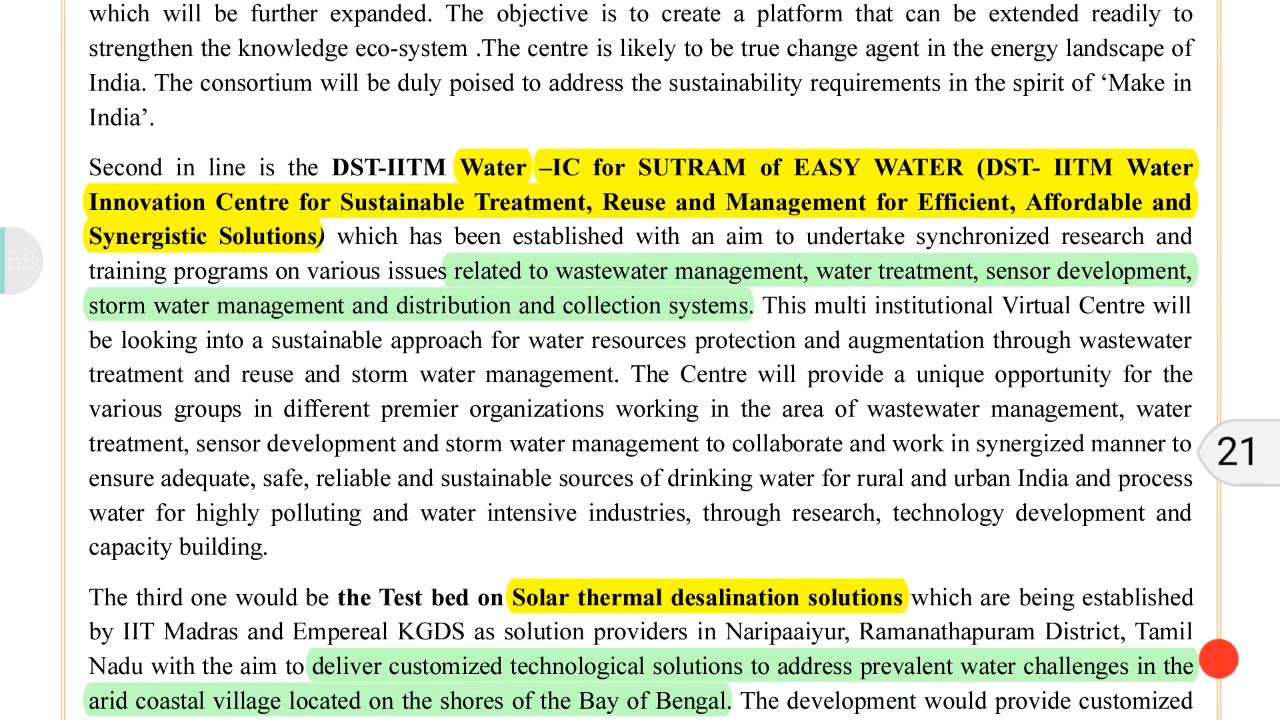 which will be further expanded. The objective is to create a platform that can be extended readily to
strengthen the knowledge eco-system .The centre is likely to be true change agent in the energy landscape of
India. The consortium will be duly poised to address the sustainability requirements in the spirit of ‘Make in
India’.
Second in line is the DST-IITM Water –IC for SUTRAM of EASY WATER (DST- IITM Water
Innovation Centre for Sustainable Treatment, Reuse and Management for Efficient, Affordable and
Synergistic Solutions) which has been established with an aim to undertake synchronized research and
training programs on various issues related to wastewater management, water treatment, sensor development,
storm water management and distribution and collection systems. This multi institutional Virtual Centre will
be looking into a sustainable approach for water resources protection and augmentation through wastewater
treatment and reuse and storm water management. The Centre will provide a unique opportunity for the
various groups in different premier organizations working in the area of wastewater management, water
treatment, sensor development and storm water management to collaborate and work in synergized manner to
ensure adequate, safe, reliable and sustainable sources of drinking water for rural and urban India and process
water for highly polluting and water intensive industries, through research, technology development and
capacity building.
The third one would be the Test bed on Solar thermal desalination solutions which are being established
by IIT Madras and Empereal KGDS as solution providers in Naripaaiyur, Ramanathapuram District, Tamil
Nadu with the aim to deliver customized technological solutions to address prevalent water challenges in the
arid coastal village located on the shores of the Bay of Bengal. The development would provide customized
68
21